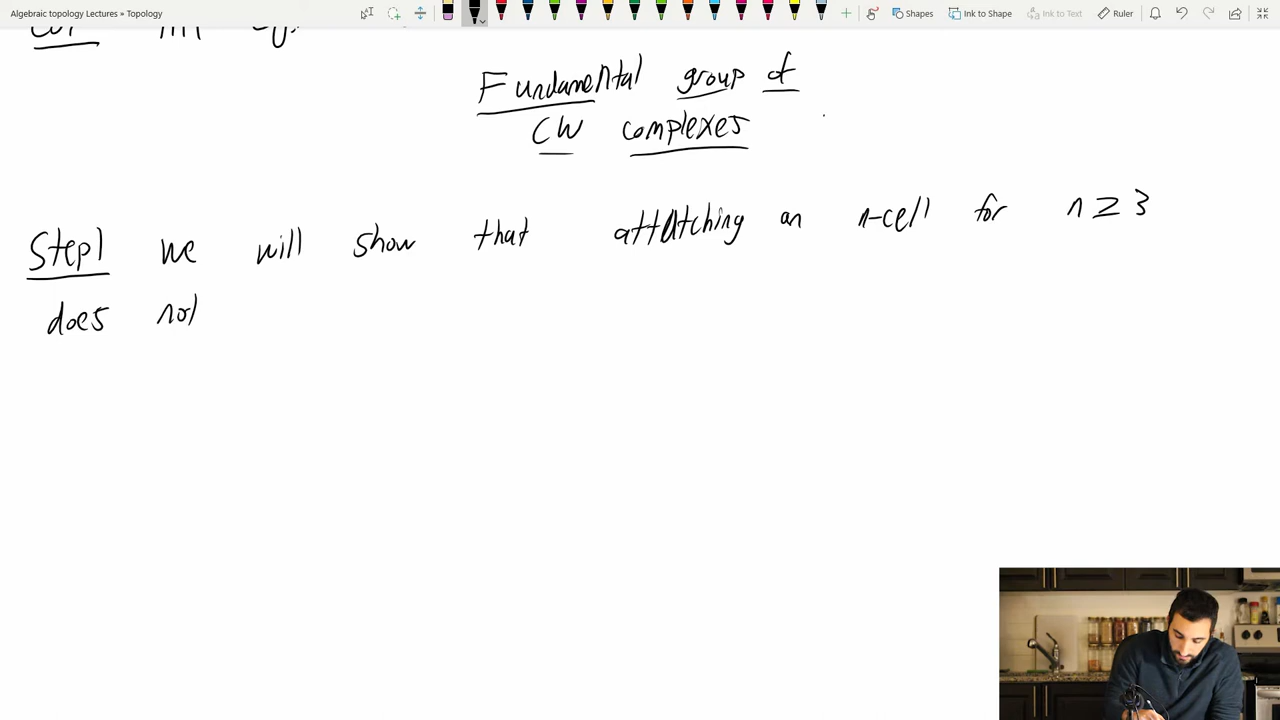 Algebraic topology Lectures » Topology
Shapes
Ink to Shape
Ink to Text
Ruler
Fundamental group of
CW complexes
Step1 we will show that attatching an n-cell for n ≥ 3
does not